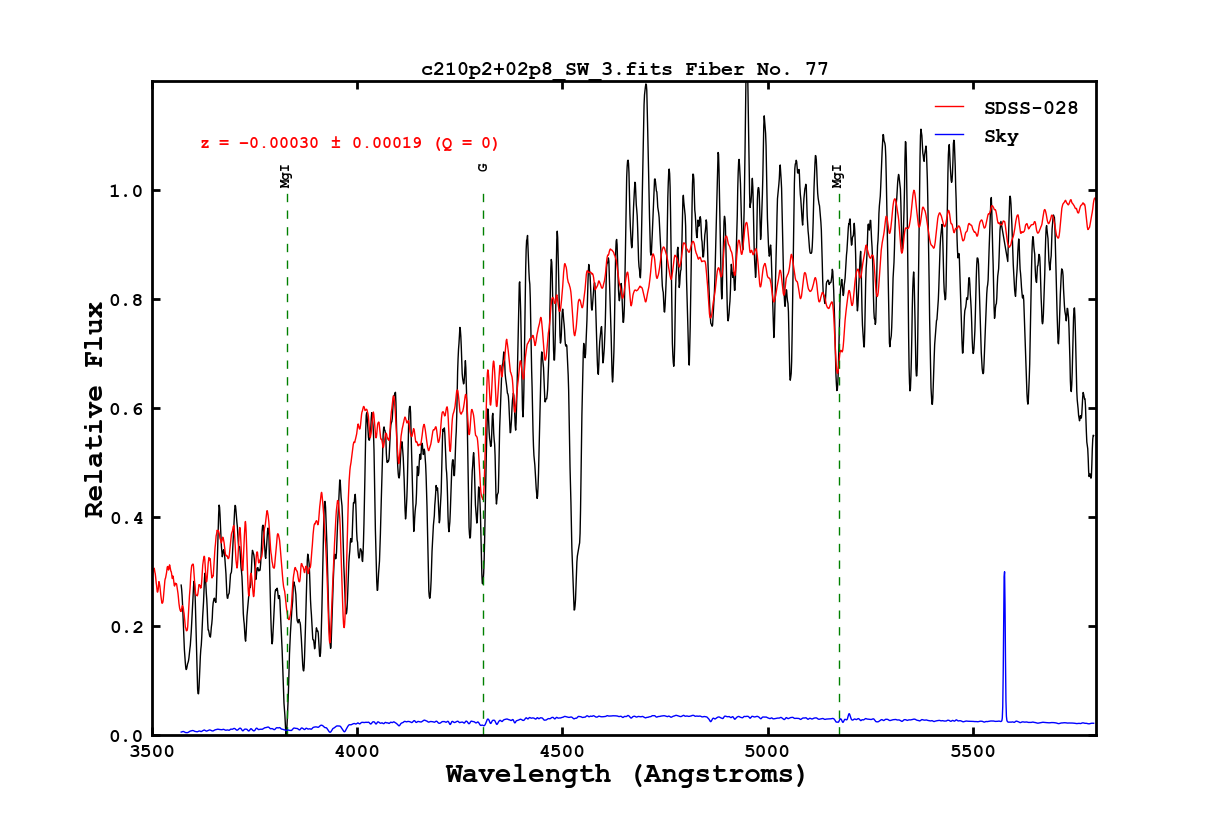 c210p2+02p8_SW_3.fits Fiber No. 77
SDSS-028
Sky
z = −0.00030 ± 0.00019 (Q = 0)
MgI
G
MgI
Relative Flux
1.0
0.8
0.6
0.4
0.2
0.0
3500
4000
4500
5000
5500
Wavelength (Angstroms)